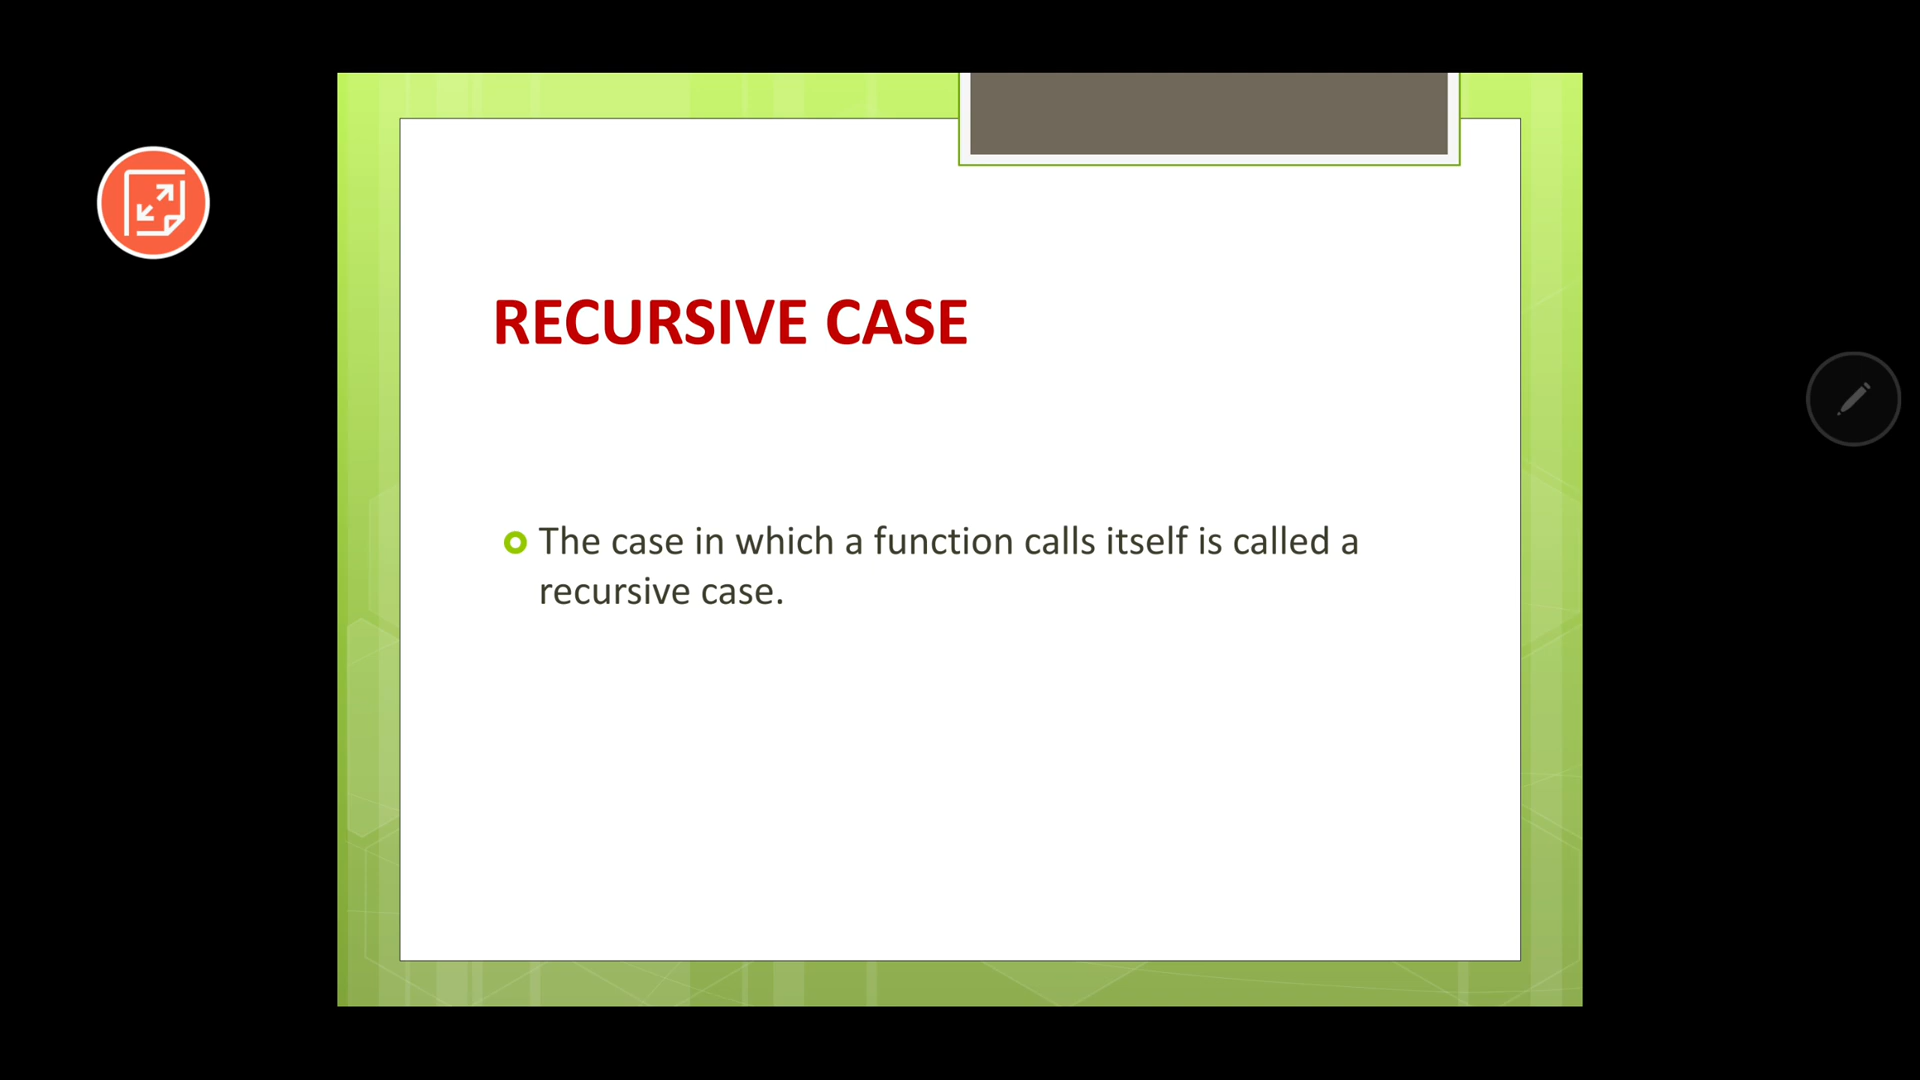 RECURSIVE CASE
The case in which a function calls itself is called a
recursive case.